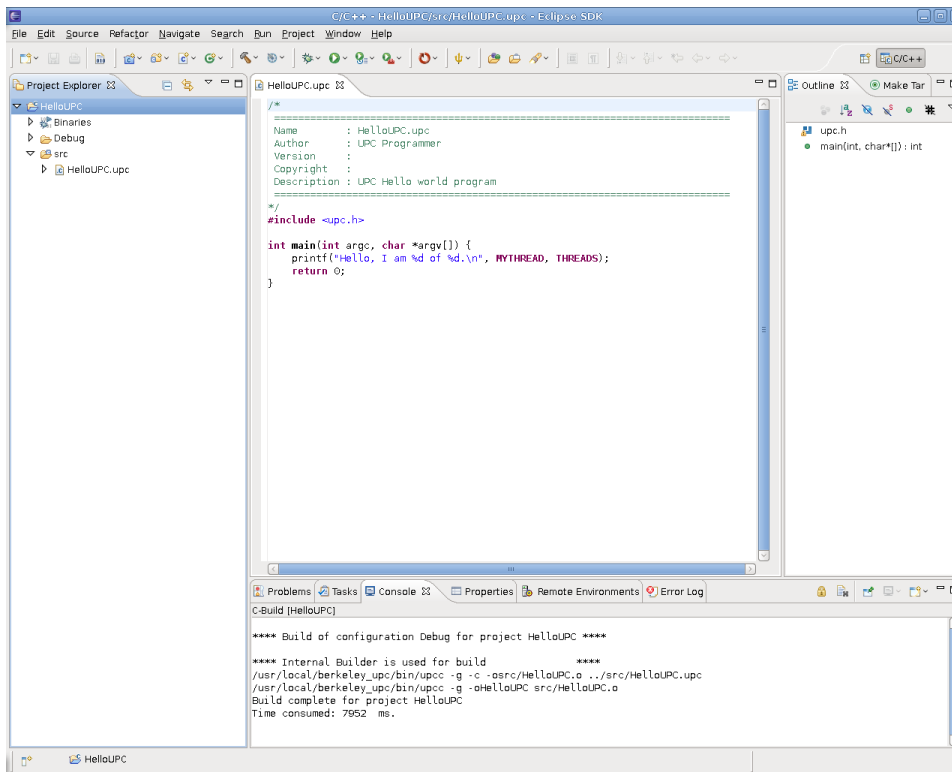 C/C++ - HelloUPC/src/HelloUPC.upc - Eclipse SDK
File Edit Source Refactor Navigate Search Run Project Window Help
C/C++
Project Explorer
HelloUPC
Binaries
Debug
src
HelloUPC.upc
HelloUPC.upc
/*
============================================================================
Name        : HelloUPC.upc
Author      : UPC Programmer
Version     :
Copyright   :
Description : UPC Hello world program
============================================================================
*/
#include <upc.h>
int main(int argc, char *argv[]) {
    printf("Hello, I am %d of %d.\n", MYTHREAD, THREADS);
    return 0;
}
Outline Make Tar
upc.h
main(int, char*[]) : int
Problems Tasks Console Properties Remote Environments Error Log
C-Build [HelloUPC]
**** Build of configuration Debug for project HelloUPC ****
**** Internal Builder is used for build               ****
/usr/local/berkeley_upc/bin/upcc -g -c -osrc/HelloUPC.o ../src/HelloUPC.upc
/usr/local/berkeley_upc/bin/upcc -g -oHelloUPC src/HelloUPC.o
Build complete for project HelloUPC
Time consumed: 7952  ms.
HelloUPC